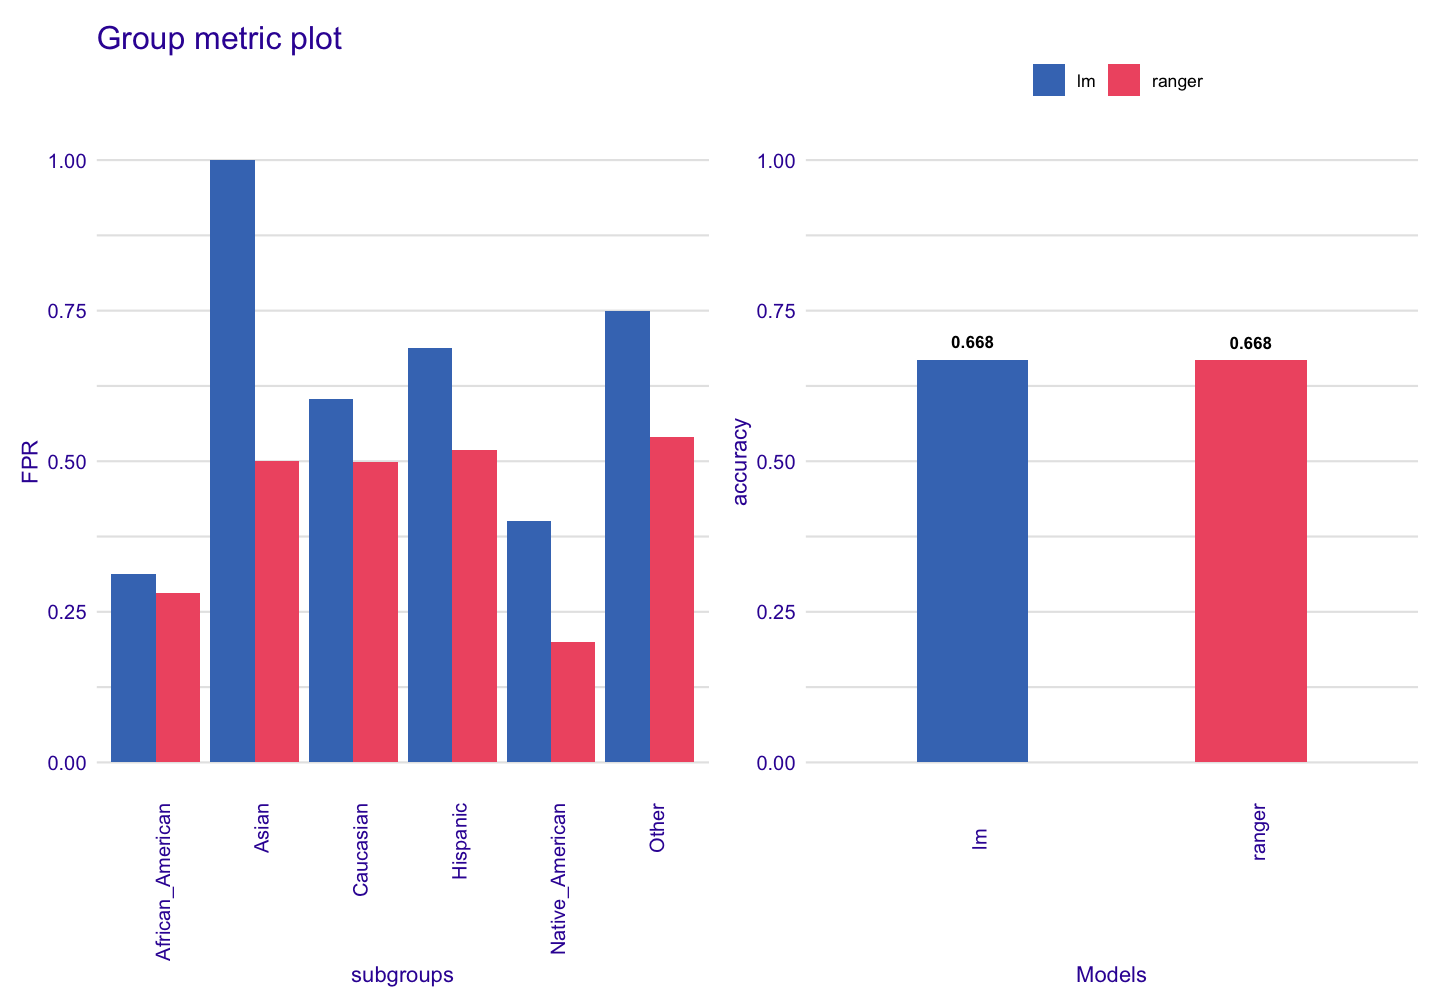 Group metric plot
lm
ranger
1.00
0.75
0.50
0.25
0.00
FPR
African_American
Asian
Caucasian
Hispanic
Native_American
Other
subgroups
1.00
0.75
0.50
0.25
0.00
accuracy
0.668
0.668
lm
ranger
Models